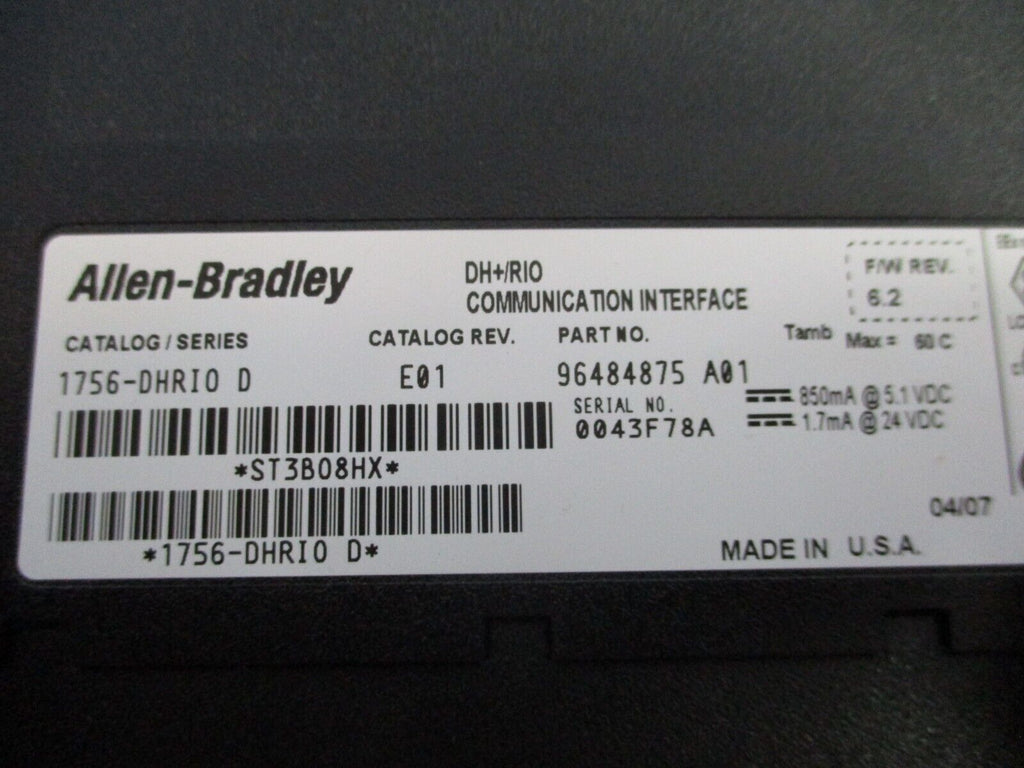 Allen-Bradley
DH+/RIO
COMMUNICATION INTERFACE
F/W REV.
6.2
CATALOG / SERIES
CATALOG REV.
PART NO.
Tamb Max = 60 C
1756-DHRIO D
E01
96484875 A01
850mA @ 5.1 VDC
1.7mA @ 24 VDC
SERIAL NO.
0043F78A
*ST3B08HX*
*1756-DHRIO D*
04/07
MADE IN U.S.A.